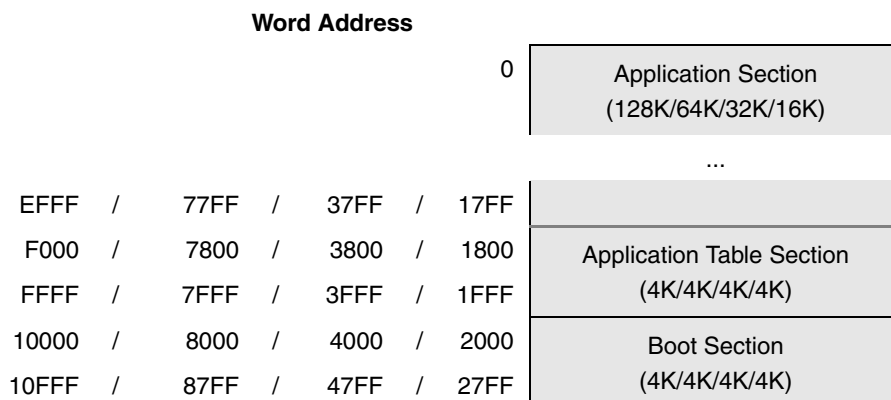 Word Address
0 Application Section
(128K/64K/32K/16K)
...
EFFF / 77FF / 37FF / 17FF
F000 / 7800 / 3800 / 1800 Application Table Section
FFFF / 7FFF / 3FFF / 1FFF (4K/4K/4K/4K)
10000 / 8000 / 4000 / 2000 Boot Section
10FFF / 87FF / 47FF / 27FF (4K/4K/4K/4K)